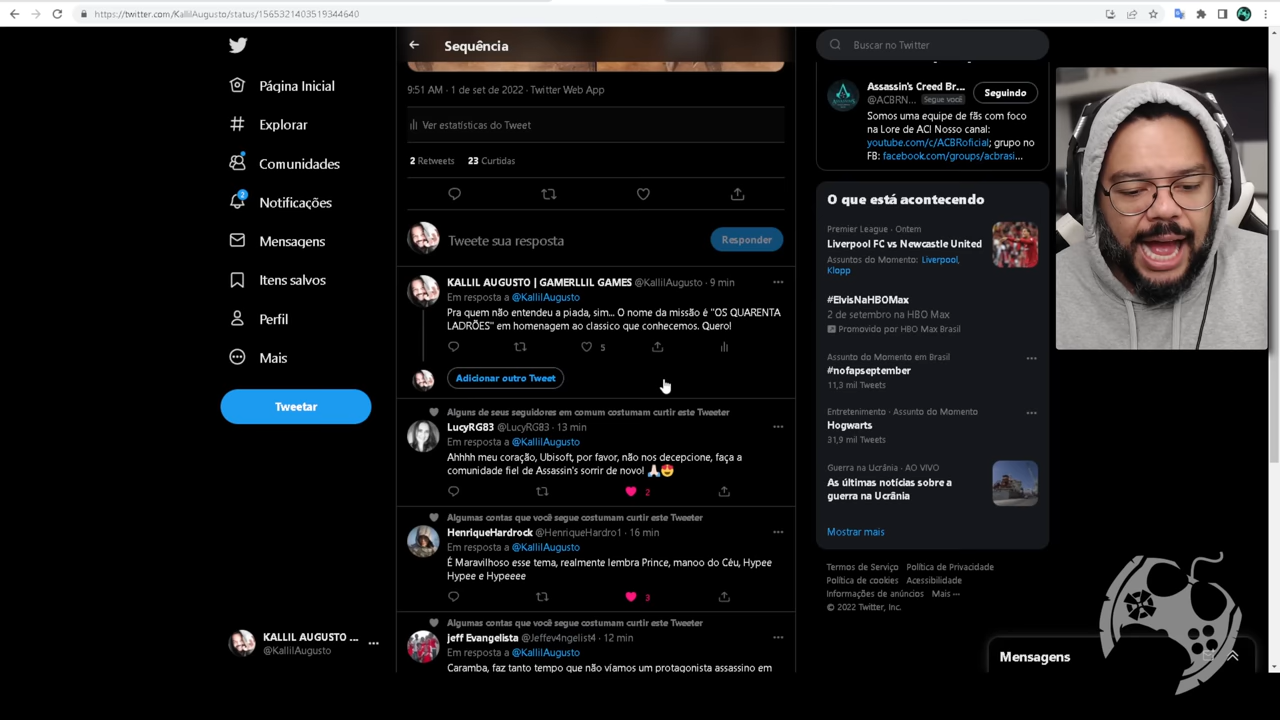 https://twitter.com/KallilAugusto/status/1565321403519344640
Página Inicial
Explorar
Comunidades
2
Notificações
Mensagens
Itens salvos
Perfil
Mais
Tweetar
KALLIL AUGUSTO ...
@KallilAugusto
Sequência
9:51 AM · 1 de set de 2022 · Twitter Web App
Ver estatísticas do Tweet
2 Retweets 23 Curtidas
Tweete sua resposta
Responder
KALLIL AUGUSTO | GAMERLLIL GAMES @KallilAugusto · 9 min
Em resposta a @KallilAugusto
Pra quem não entendeu a piada, sim... O nome da missão é "OS QUARENTA
LADRÕES" em homenagem ao classico que conhecemos. Quero!
5
Adicionar outro Tweet
Alguns de seus seguidores em comum costumam curtir este Tweeter
LucyRG83 @LucyRG83 · 13 min
Em resposta a @KallilAugusto
Ahhhh meu coração, Ubisoft, por favor, não nos decepcione, faça a
comunidade fiel de Assassin's sorrir de novo! 🙏🏻😍
2
Algumas contas que você segue costumam curtir este Tweeter
HenriqueHardrock @HenriqueHardro1 · 16 min
Em resposta a @KallilAugusto
É Maravilhoso esse tema, realmente lembra Prince, manoo do Céu, Hypee
Hypee e Hypeeee
3
Algumas contas que você segue costumam curtir este Tweeter
jeff Evangelista @Jeffev4ngelist4 · 12 min
Em resposta a @KallilAugusto
Caramba, faz tanto tempo que não víamos um protagonista assassino em
Buscar no Twitter
Assassin's Creed Br...
@ACBRN... Segue você
Seguindo
Somos uma equipe de fãs com foco
na Lore de AC! Nosso canal:
youtube.com/c/ACBRoficial; grupo no
FB: facebook.com/groups/acbrasi...
O que está acontecendo
Premier League · Ontem
Liverpool FC vs Newcastle United
Assuntos do Momento: Liverpool,
Klopp
#ElvisNaHBOMax
2 de setembro na HBO Max
Promovido por HBO Max Brasil
Assunto do Momento em Brasil
#nofapseptember
11,3 mil Tweets
Entretenimento · Assunto do Momento
Hogwarts
31,9 mil Tweets
Guerra na Ucrânia · AO VIVO
As últimas notícias sobre a
guerra na Ucrânia
Mostrar mais
Termos de Serviço Política de Privacidade
Política de cookies Acessibilidade
Informações de anúncios Mais ...
© 2022 Twitter, Inc.
Mensagens